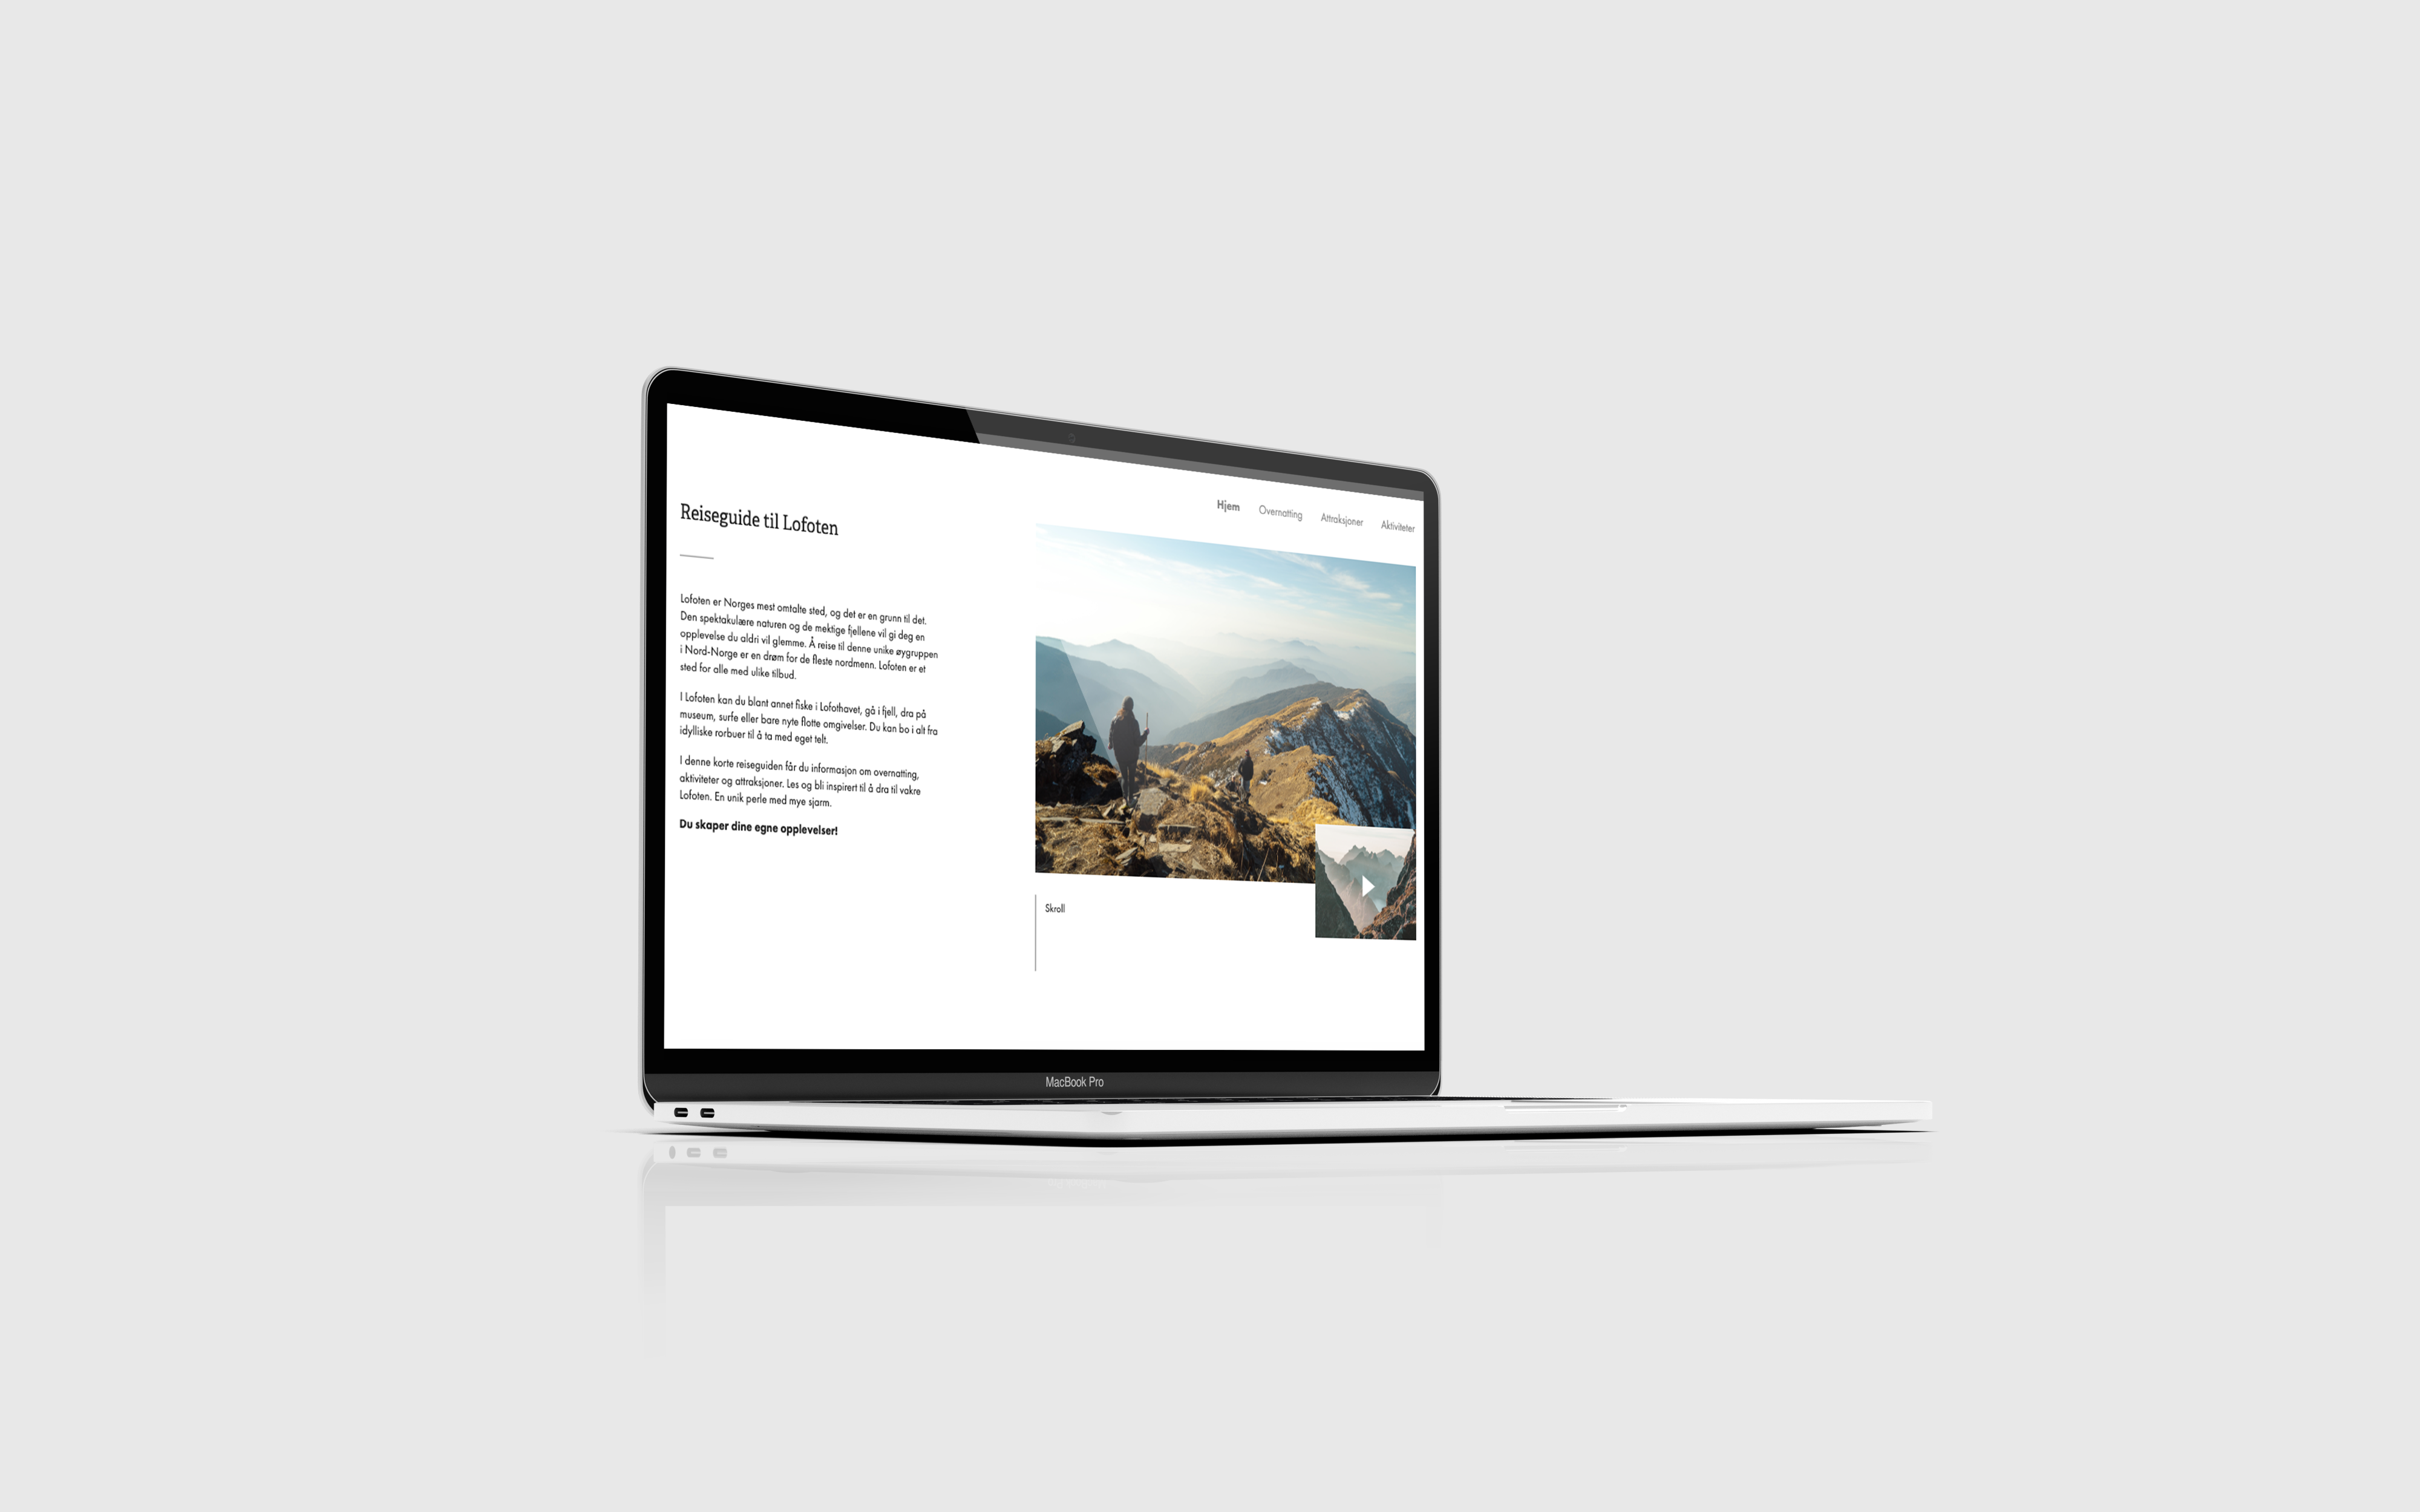 Hjem Overnatting Attraksjoner Aktiviteter
Reiseguide til Lofoten
Lofoten er Norges mest omtalte sted, og det er en grunn til det.
Den spektakulære naturen og de mektige fjellene vil gi deg en
opplevelse du aldri vil glemme. Å reise til denne unike øygruppen
i Nord-Norge er en drøm for de fleste nordmenn. Lofoten er et
sted for alle med ulike tilbud.
I Lofoten kan du blant annet fiske i Lofothavet, gå i fjell, dra på
museum, surfe eller bare nyte flotte omgivelser. Du kan bo i alt fra
idylliske rorbuer til å ta med eget telt.
I denne korte reiseguiden får du informasjon om overnatting,
aktiviteter og attraksjoner. Les og bli inspirert til å dra til vakre
Lofoten. En unik perle med mye sjarm.
Du skaper dine egne opplevelser!
Skroll
MacBook Pro